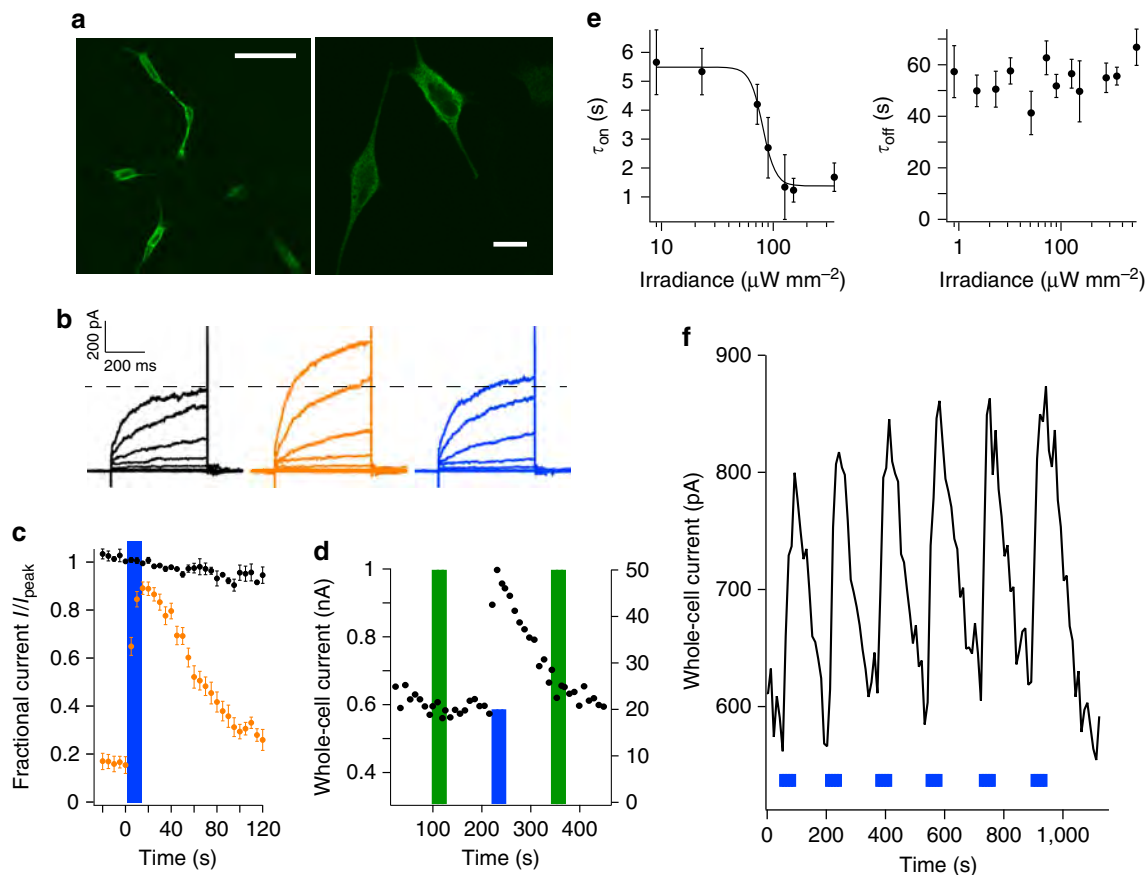 a
b
200 pA
200 ms
c
Fractional current I/Ipeak
1
0.8
0.6
0.4
0.2
0
0 40 80 120
Time (s)
d
Whole-cell current (nA)
1
0.8
0.6
0.4
50
40
30
20
10
0
100 200 300 400
Time (s)
e
τon (s)
6
5
4
3
2
1
10 100
Irradiance (μW mm−2)
τoff (s)
60
40
20
0
1 100
Irradiance (μW mm−2)
f
Whole-cell current (pA)
900
800
700
600
0 200 400 600 800 1,000
Time (s)